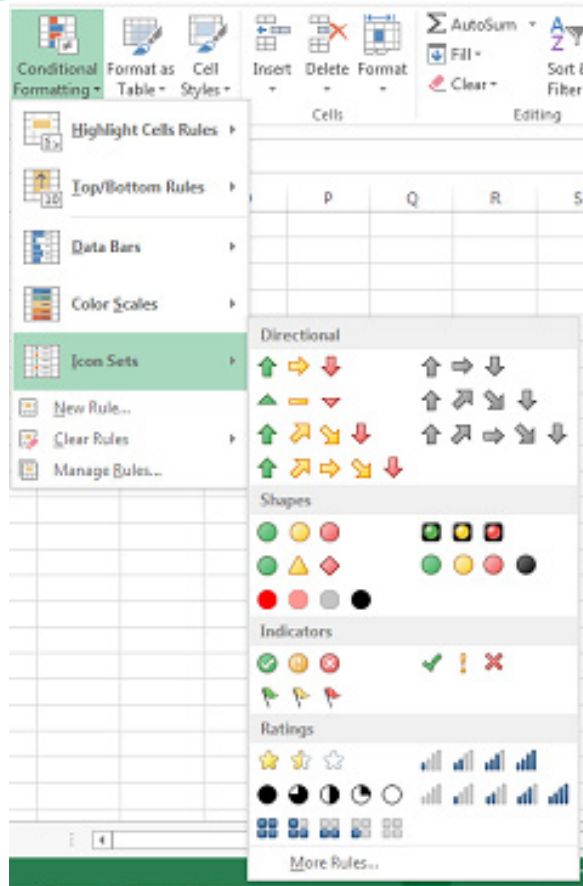 Conditional Formatting
Format as Table
Cell Styles
Insert
Delete
Format
Cells
AutoSum
Fill
Clear
Sort &
Filter
Editing
Highlight Cells Rules
Top/Bottom Rules
Data Bars
Color Scales
Icon Sets
New Rule...
Clear Rules
Manage Rules...
P Q R S
Directional
Shapes
Indicators
Ratings
More Rules...